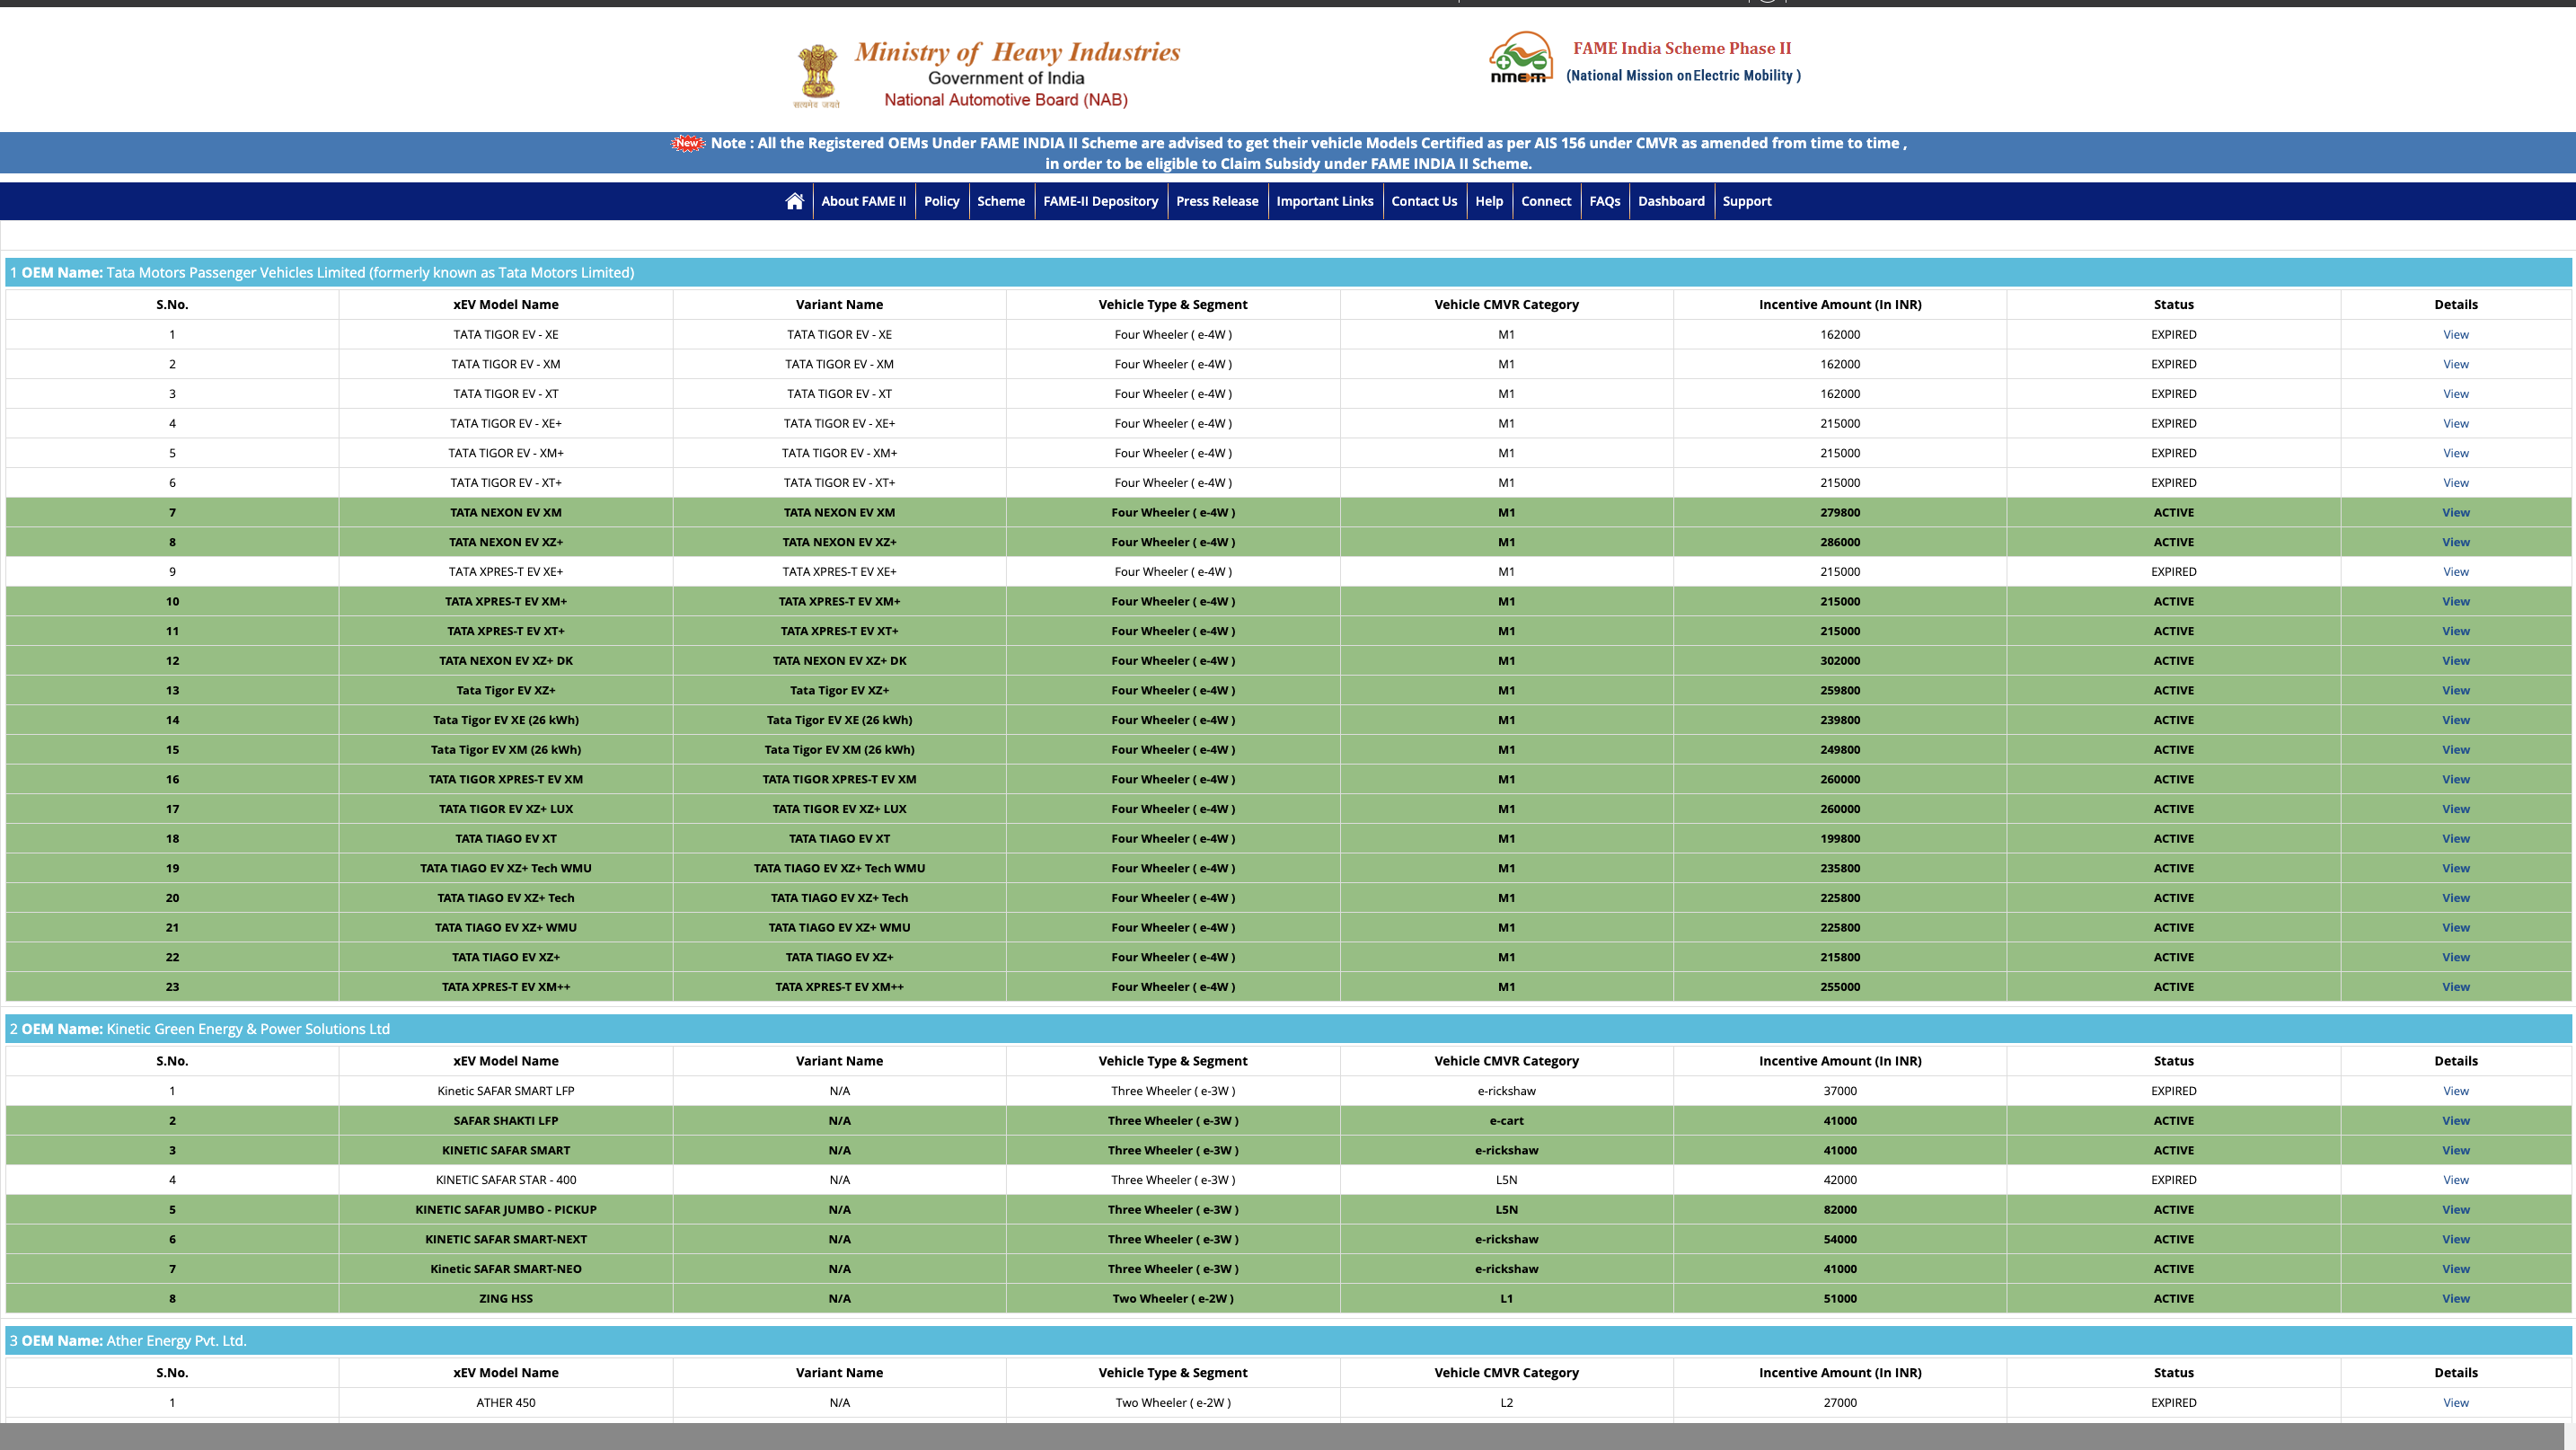 सत्यमेव जयते
Ministry of Heavy Industries
Government of India
National Automotive Board (NAB)
nmem
FAME India Scheme Phase II
(National Mission on Electric Mobility )
New Note : All the Registered OEMs Under FAME INDIA II Scheme are advised to get their vehicle Models Certified as per AIS 156 under CMVR as amended from time to time ,
in order to be eligible to Claim Subsidy under FAME INDIA II Scheme.
About FAME II Policy Scheme FAME-II Depository Press Release Important Links Contact Us Help Connect FAQs Dashboard Support
1 OEM Name: Tata Motors Passenger Vehicles Limited (formerly known as Tata Motors Limited)
S.No. xEV Model Name Variant Name Vehicle Type & Segment Vehicle CMVR Category Incentive Amount (In INR) Status Details
1 TATA TIGOR EV - XE TATA TIGOR EV - XE Four Wheeler ( e-4W ) M1 162000 EXPIRED View
2 TATA TIGOR EV - XM TATA TIGOR EV - XM Four Wheeler ( e-4W ) M1 162000 EXPIRED View
3 TATA TIGOR EV - XT TATA TIGOR EV - XT Four Wheeler ( e-4W ) M1 162000 EXPIRED View
4 TATA TIGOR EV - XE+ TATA TIGOR EV - XE+ Four Wheeler ( e-4W ) M1 215000 EXPIRED View
5 TATA TIGOR EV - XM+ TATA TIGOR EV - XM+ Four Wheeler ( e-4W ) M1 215000 EXPIRED View
6 TATA TIGOR EV - XT+ TATA TIGOR EV - XT+ Four Wheeler ( e-4W ) M1 215000 EXPIRED View
7 TATA NEXON EV XM TATA NEXON EV XM Four Wheeler ( e-4W ) M1 279800 ACTIVE View
8 TATA NEXON EV XZ+ TATA NEXON EV XZ+ Four Wheeler ( e-4W ) M1 286000 ACTIVE View
9 TATA XPRES-T EV XE+ TATA XPRES-T EV XE+ Four Wheeler ( e-4W ) M1 215000 EXPIRED View
10 TATA XPRES-T EV XM+ TATA XPRES-T EV XM+ Four Wheeler ( e-4W ) M1 215000 ACTIVE View
11 TATA XPRES-T EV XT+ TATA XPRES-T EV XT+ Four Wheeler ( e-4W ) M1 215000 ACTIVE View
12 TATA NEXON EV XZ+ DK TATA NEXON EV XZ+ DK Four Wheeler ( e-4W ) M1 302000 ACTIVE View
13 Tata Tigor EV XZ+ Tata Tigor EV XZ+ Four Wheeler ( e-4W ) M1 259800 ACTIVE View
14 Tata Tigor EV XE (26 kWh) Tata Tigor EV XE (26 kWh) Four Wheeler ( e-4W ) M1 239800 ACTIVE View
15 Tata Tigor EV XM (26 kWh) Tata Tigor EV XM (26 kWh) Four Wheeler ( e-4W ) M1 249800 ACTIVE View
16 TATA TIGOR XPRES-T EV XM TATA TIGOR XPRES-T EV XM Four Wheeler ( e-4W ) M1 260000 ACTIVE View
17 TATA TIGOR EV XZ+ LUX TATA TIGOR EV XZ+ LUX Four Wheeler ( e-4W ) M1 260000 ACTIVE View
18 TATA TIAGO EV XT TATA TIAGO EV XT Four Wheeler ( e-4W ) M1 199800 ACTIVE View
19 TATA TIAGO EV XZ+ Tech WMU TATA TIAGO EV XZ+ Tech WMU Four Wheeler ( e-4W ) M1 235800 ACTIVE View
20 TATA TIAGO EV XZ+ Tech TATA TIAGO EV XZ+ Tech Four Wheeler ( e-4W ) M1 225800 ACTIVE View
21 TATA TIAGO EV XZ+ WMU TATA TIAGO EV XZ+ WMU Four Wheeler ( e-4W ) M1 225800 ACTIVE View
22 TATA TIAGO EV XZ+ TATA TIAGO EV XZ+ Four Wheeler ( e-4W ) M1 215800 ACTIVE View
23 TATA XPRES-T EV XM++ TATA XPRES-T EV XM++ Four Wheeler ( e-4W ) M1 255000 ACTIVE View
2 OEM Name: Kinetic Green Energy & Power Solutions Ltd
S.No. xEV Model Name Variant Name Vehicle Type & Segment Vehicle CMVR Category Incentive Amount (In INR) Status Details
1 Kinetic SAFAR SMART LFP N/A Three Wheeler ( e-3W ) e-rickshaw 37000 EXPIRED View
2 SAFAR SHAKTI LFP N/A Three Wheeler ( e-3W ) e-cart 41000 ACTIVE View
3 KINETIC SAFAR SMART N/A Three Wheeler ( e-3W ) e-rickshaw 41000 ACTIVE View
4 KINETIC SAFAR STAR - 400 N/A Three Wheeler ( e-3W ) L5N 42000 EXPIRED View
5 KINETIC SAFAR JUMBO - PICKUP N/A Three Wheeler ( e-3W ) L5N 82000 ACTIVE View
6 KINETIC SAFAR SMART-NEXT N/A Three Wheeler ( e-3W ) e-rickshaw 54000 ACTIVE View
7 Kinetic SAFAR SMART-NEO N/A Three Wheeler ( e-3W ) e-rickshaw 41000 ACTIVE View
8 ZING HSS N/A Two Wheeler ( e-2W ) L1 51000 ACTIVE View
3 OEM Name: Ather Energy Pvt. Ltd.
S.No. xEV Model Name Variant Name Vehicle Type & Segment Vehicle CMVR Category Incentive Amount (In INR) Status Details
1 ATHER 450 N/A Two Wheeler ( e-2W ) L2 27000 EXPIRED View